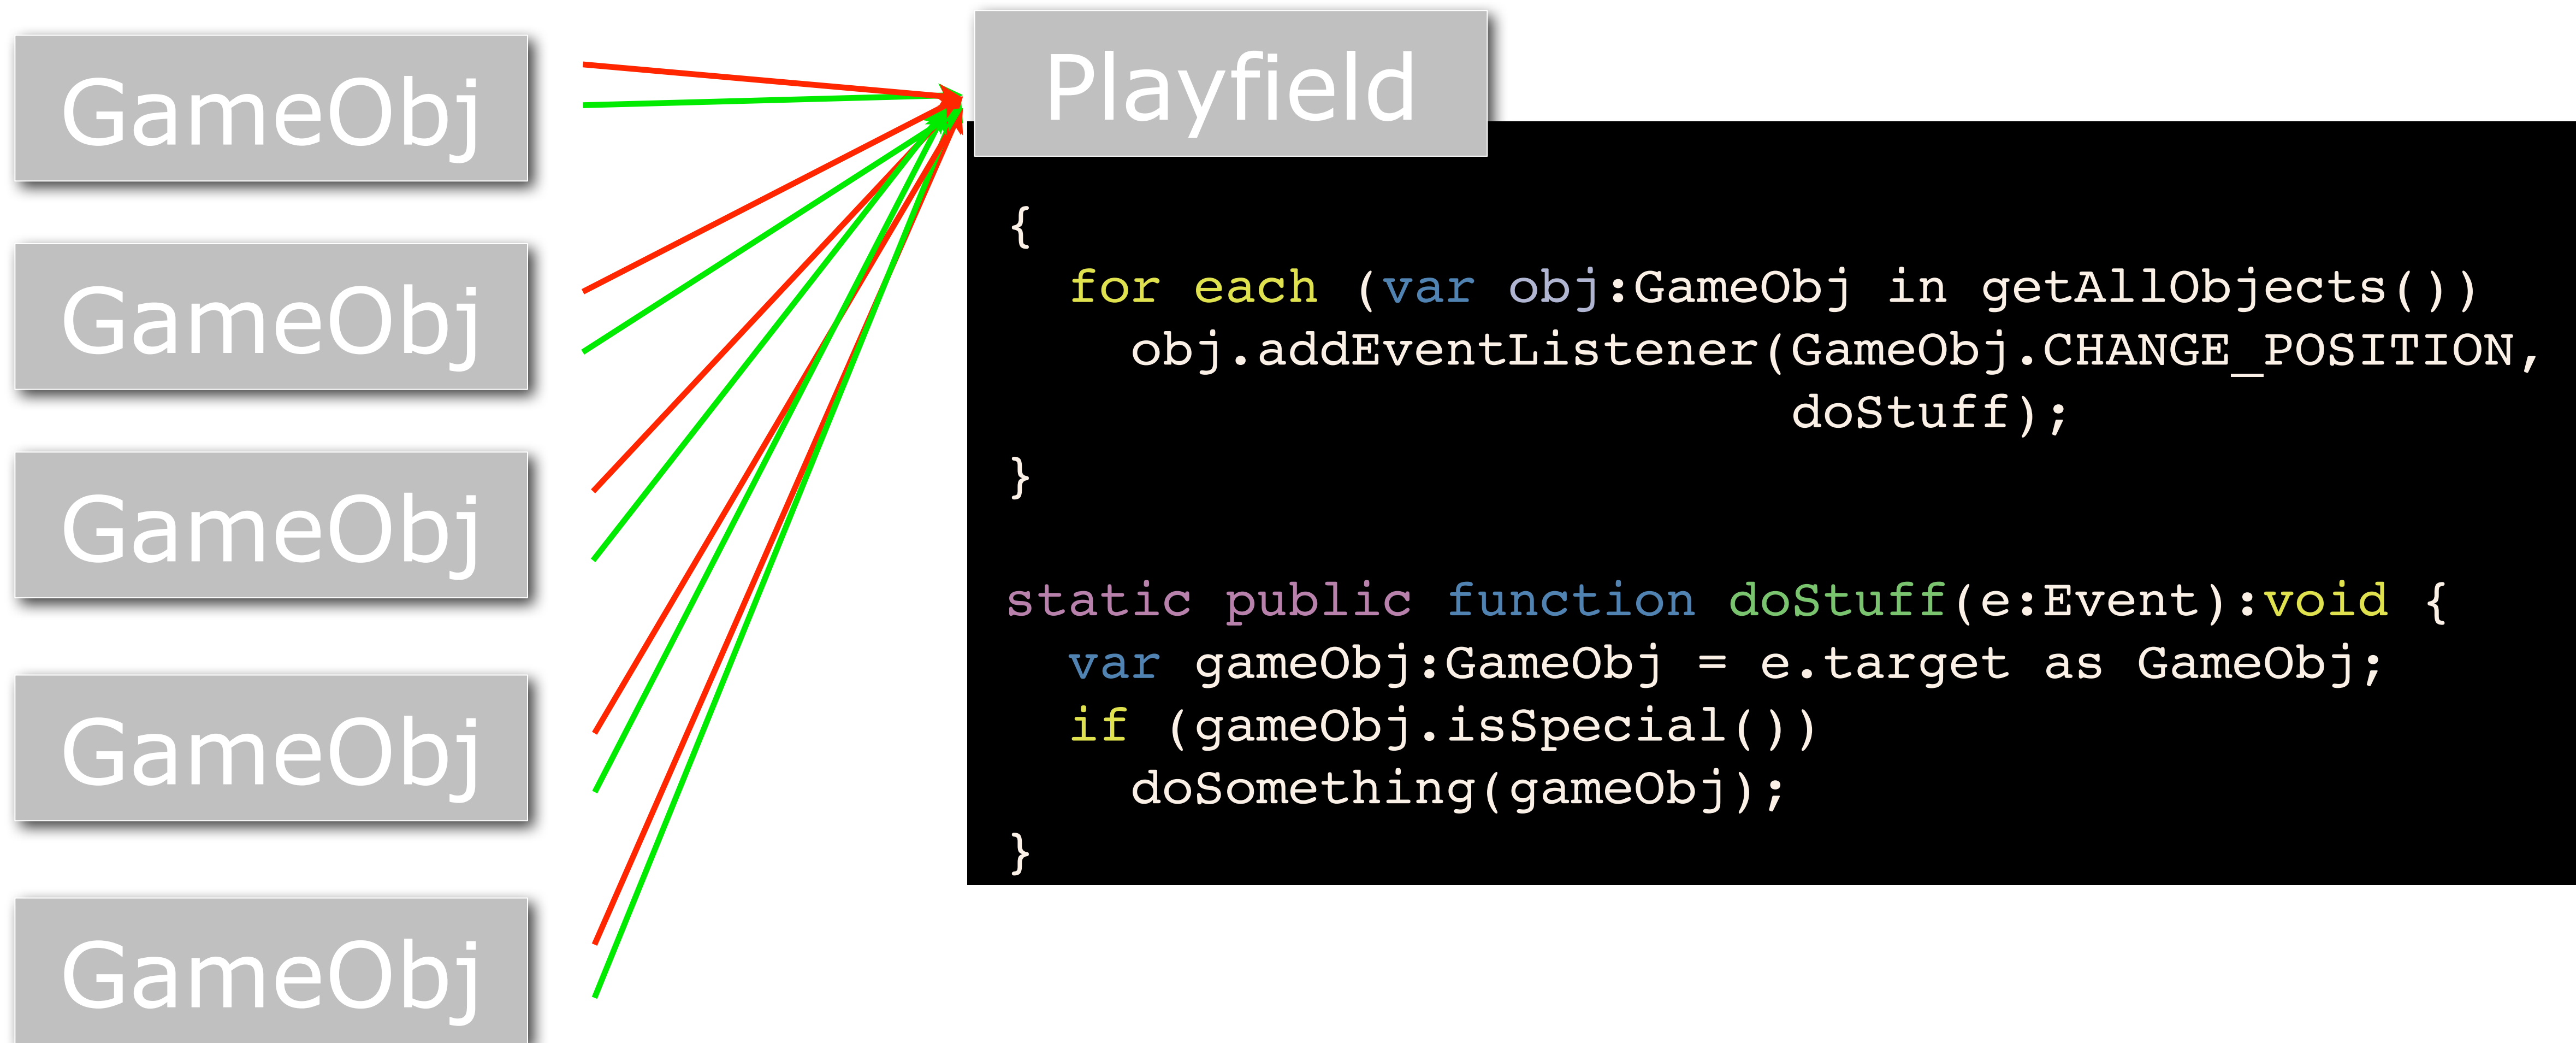 GameObj
GameObj
GameObj
GameObj
GameObj
Playfield
{
for each (var obj:GameObj in getAllObjects())
obj.addEventListener(GameObj.CHANGE_POSITION,
doStuff);
}
static public function doStuff(e:Event):void {
var gameObj:GameObj = e.target as GameObj;
if (gameObj.isSpecial())
doSomething(gameObj);
}